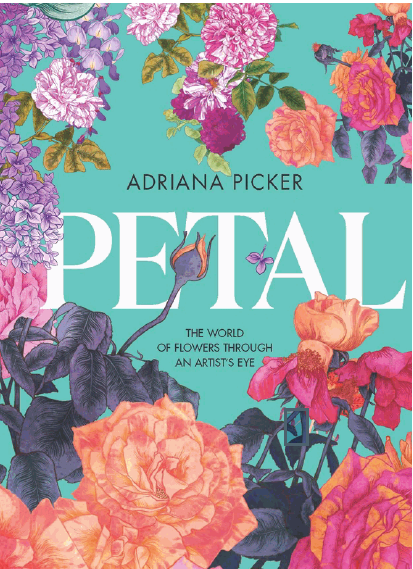 ADRIANA PICKER
PETAL
THE WORLD
OF FLOWERS THROUGH
AN ARTIST'S EYE